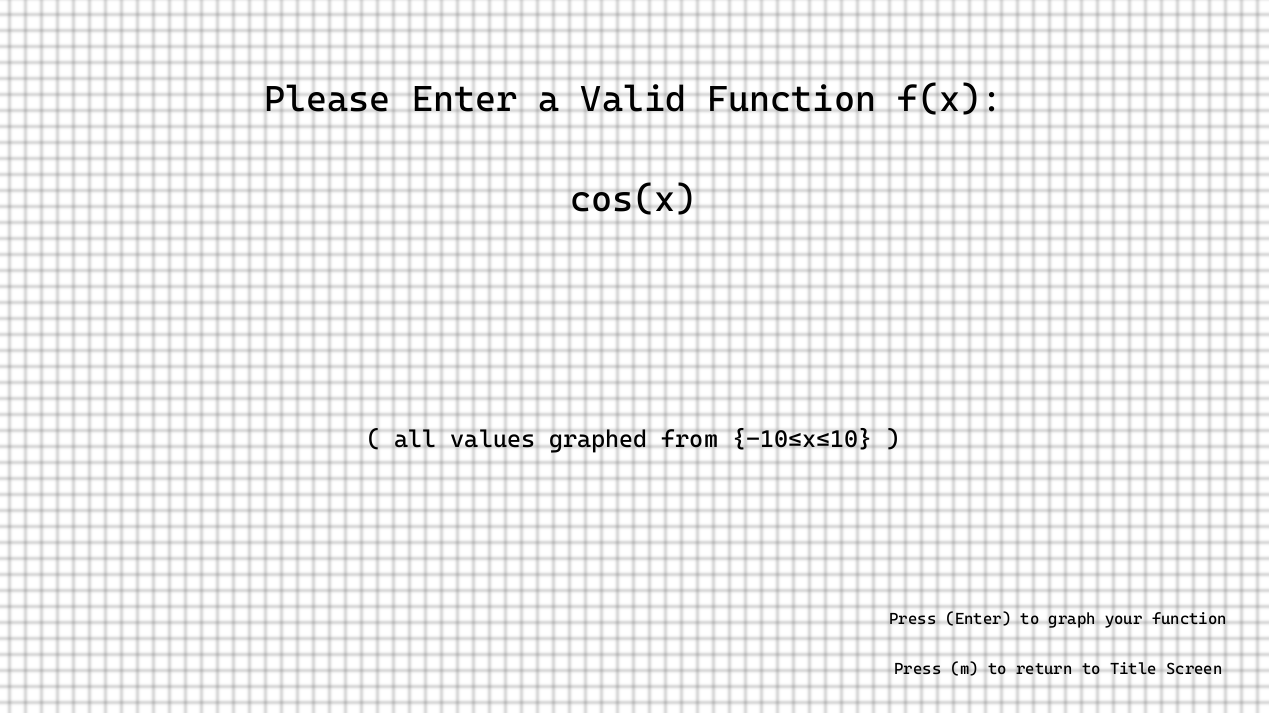 Please Enter a Valid Function f(x):
cos(x)
( all values graphed from {-10≤x≤10} )
Press (Enter) to graph your function
Press (m) to return to Title Screen